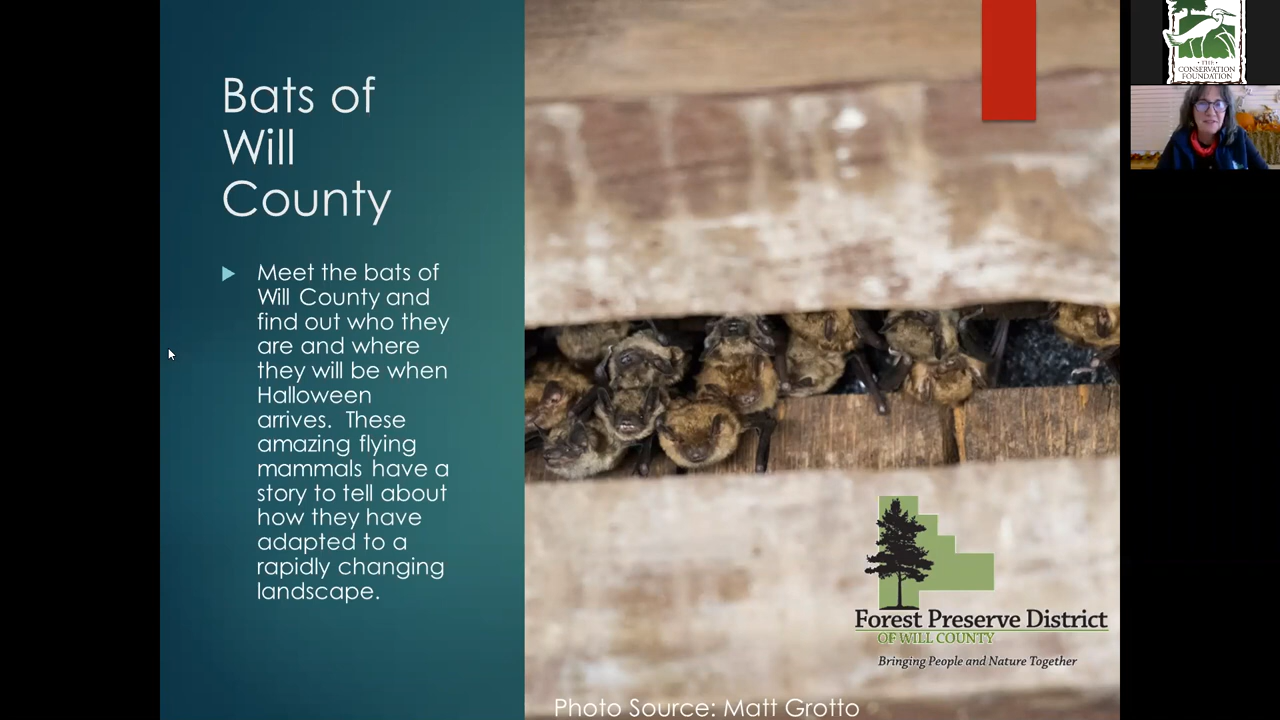 Bats of
Will
County
Meet the bats of
Will County and
find out who they
are and where
they will be when
Halloween
arrives. These
amazing flying
mammals have a
story to tell about
how they have
adapted to a
rapidly changing
landscape.
Forest Preserve District
OF WILL COUNTY
Bringing People and Nature Together
Photo Source: Matt Grotto
• THE •
CONSERVATION
FOUNDATION